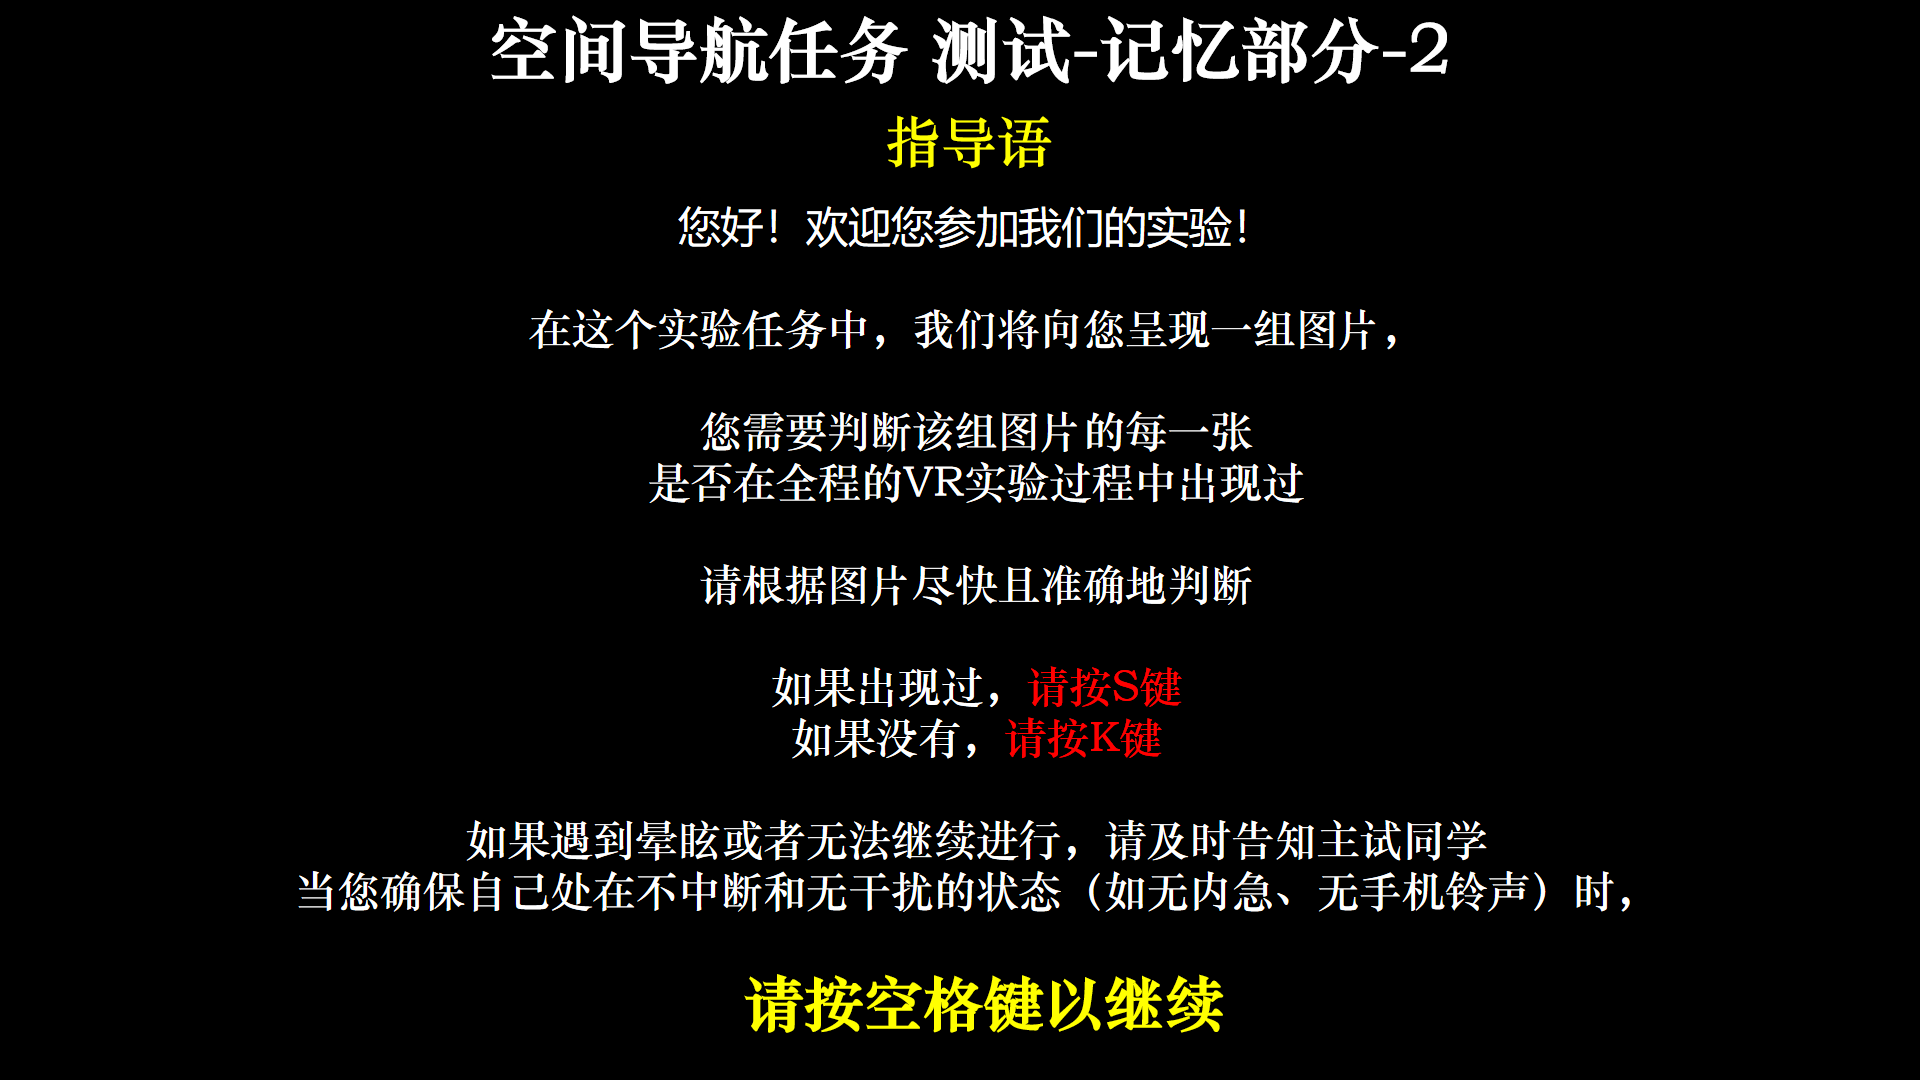 空间导航任务 测试-记忆部分-2
指导语
您好！欢迎您参加我们的实验！
在这个实验任务中，我们将向您呈现一组图片，
您需要判断该组图片的每一张
是否在全程的VR实验过程中出现过
请根据图片尽快且准确地判断
如果出现过，请按S键
如果没有，请按K键
如果遇到晕眩或者无法继续进行，请及时告知主试同学
当您确保自己处在不中断和无干扰的状态（如无内急、无手机铃声）时，
请按空格键以继续